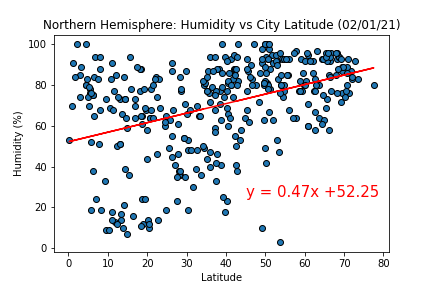 Northern Hemisphere: Humidity vs City Latitude (02/01/21)
100
80
60
40
20
0
Humidity (%)
y = 0.47x +52.25
0 10 20 30 40 50 60 70 80
Latitude